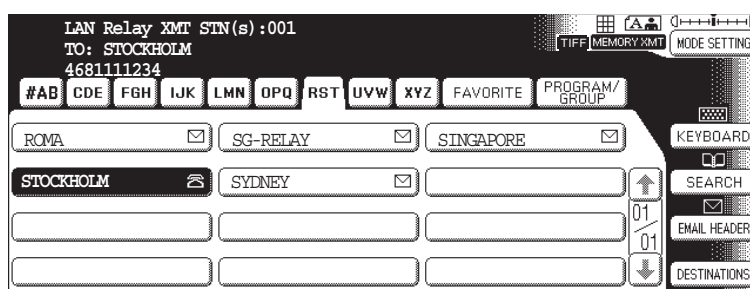 LAN Relay XMT STN(s):001
TO: STOCKHOLM
4681111234
TIFF MEMORY XMT MODE SETTING
#AB CDE FGH IJK LMN OPQ RST UVW XYZ FAVORITE PROGRAM/GROUP
ROMA SG-RELAY SINGAPORE KEYBOARD
STOCKHOLM SYDNEY SEARCH
01/01 EMAIL HEADER
DESTINATIONS